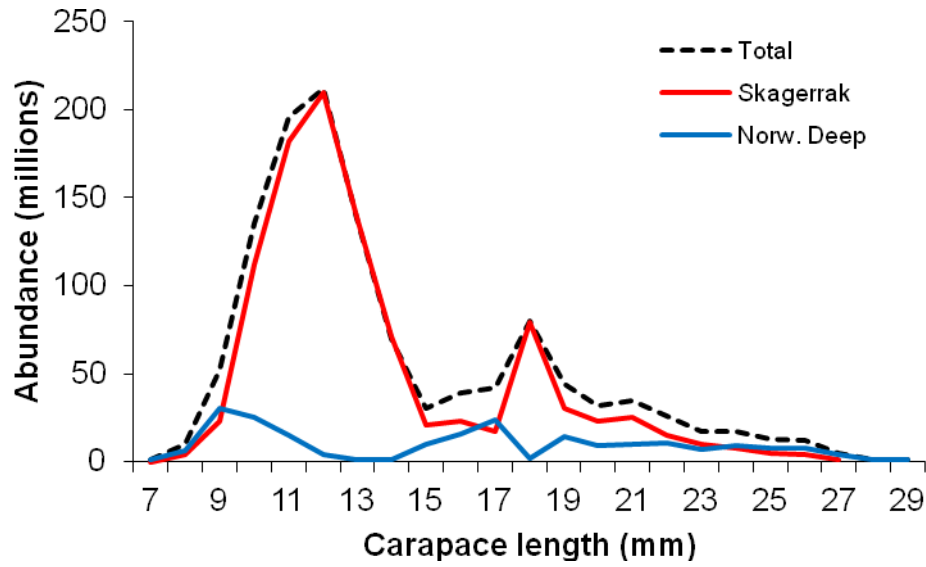 Abundance (millions)
250
200
150
100
50
0
Total
Skagerrak
Norw. Deep
7 9 11 13 15 17 19 21 23 25 27 29
Carapace length (mm)